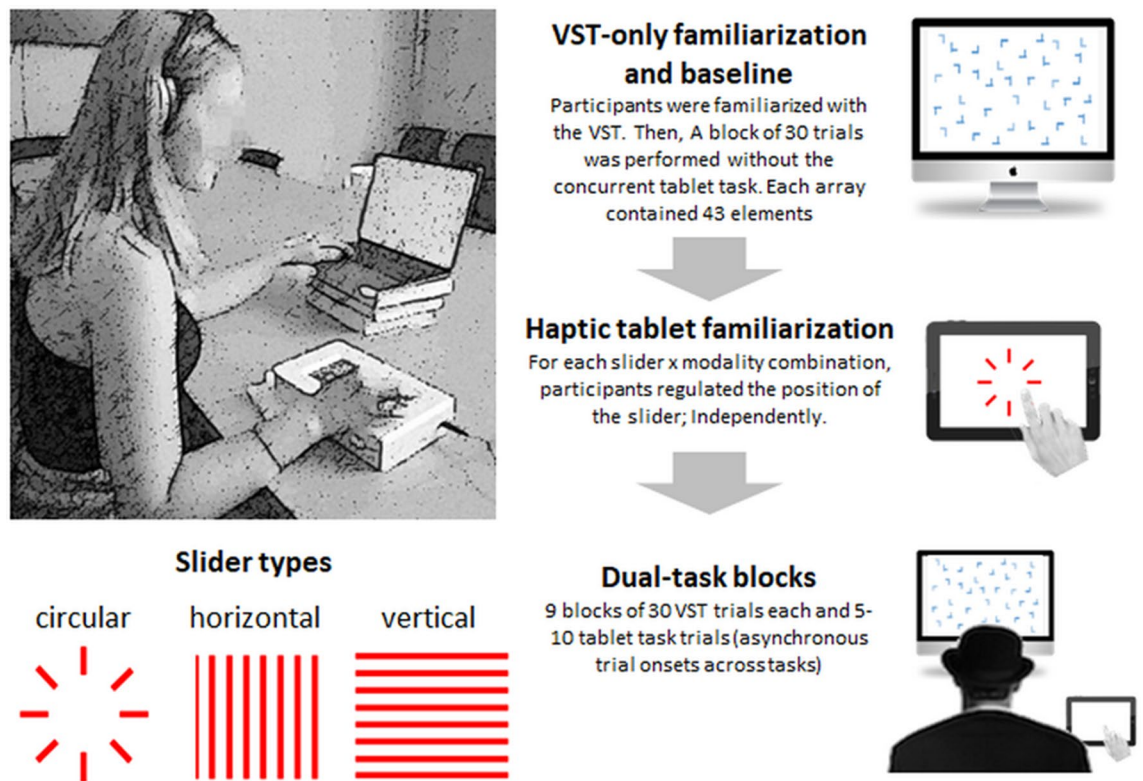 VST-only familiarization
and baseline
Participants were familiarized with
the VST. Then, A block of 30 trials
was performed without the
concurrent tablet task. Each array
contained 43 elements
Haptic tablet familiarization
For each slider x modality combination,
participants regulated the position of
the slider; Independently.
Dual-task blocks
9 blocks of 30 VST trials each and 5-
10 tablet task trials (asynchronous
trial onsets across tasks)
Slider types
circular horizontal vertical